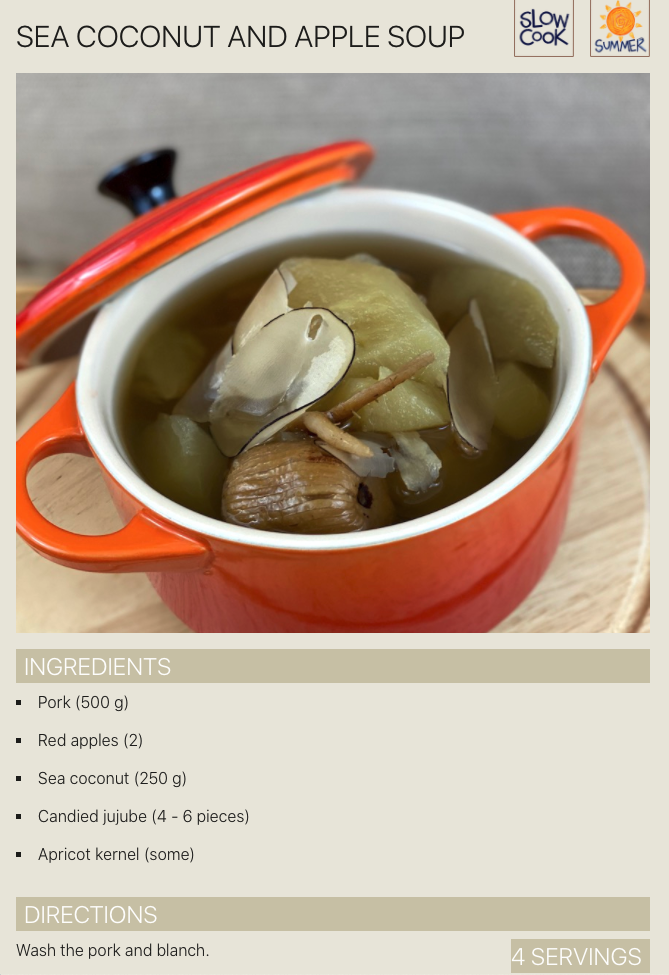 SEA COCONUT AND APPLE SOUP
SLOW
COOK
SUMMER
INGREDIENTS
Pork (500 g)
Red apples (2)
Sea coconut (250 g)
Candied jujube (4 - 6 pieces)
Apricot kernel (some)
DIRECTIONS
Wash the pork and blanch.
4 SERVINGS